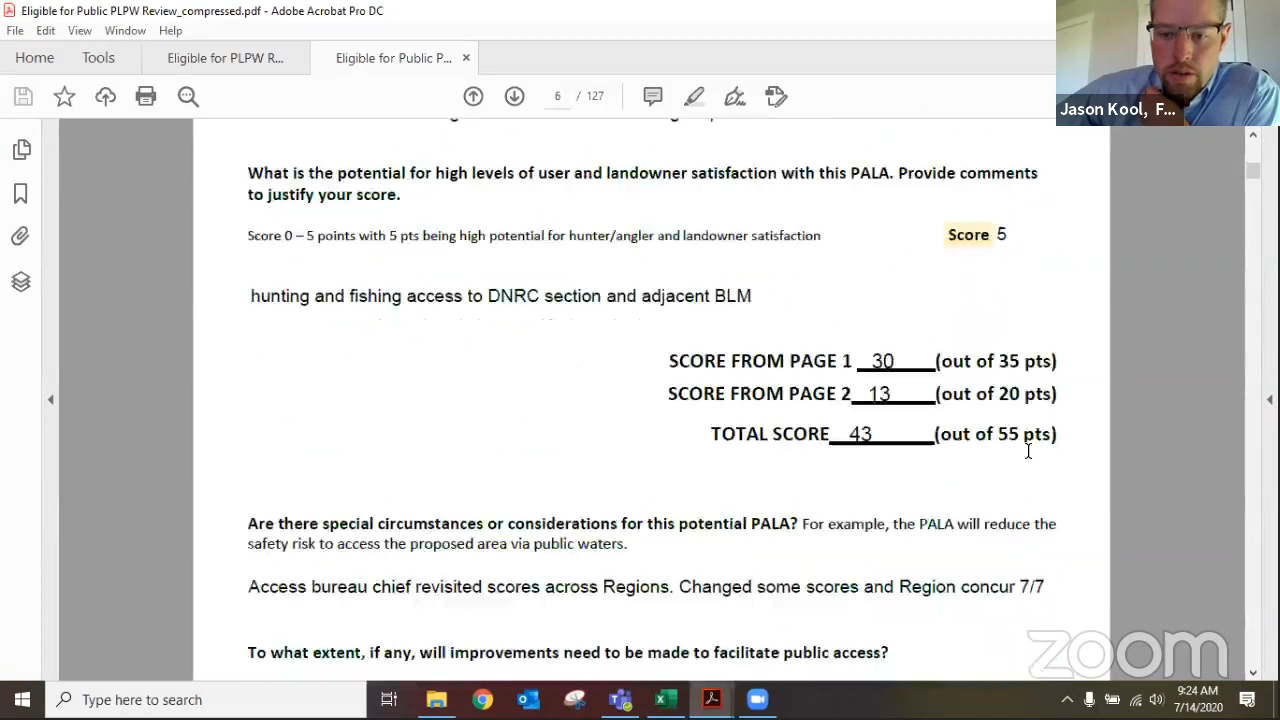 Eligible for Public PLPW Review_compressed.pdf - Adobe Acrobat Pro DC
File Edit View Window Help
Home Tools Eligible for PLPW R... Eligible for Public P... ×
6 / 127
Jason Kool, F...
What is the potential for high levels of user and landowner satisfaction with this PALA. Provide comments
to justify your score.
Score 0 – 5 points with 5 pts being high potential for hunter/angler and landowner satisfaction Score 5
hunting and fishing access to DNRC section and adjacent BLM
SCORE FROM PAGE 1 30 (out of 35 pts)
SCORE FROM PAGE 2 13 (out of 20 pts)
TOTAL SCORE 43 (out of 55 pts)
Are there special circumstances or considerations for this potential PALA? For example, the PALA will reduce the
safety risk to access the proposed area via public waters.
Access bureau chief revisited scores across Regions. Changed some scores and Region concur 7/7
To what extent, if any, will improvements need to be made to facilitate public access?
zoom
Type here to search
9:24 AM
7/14/2020